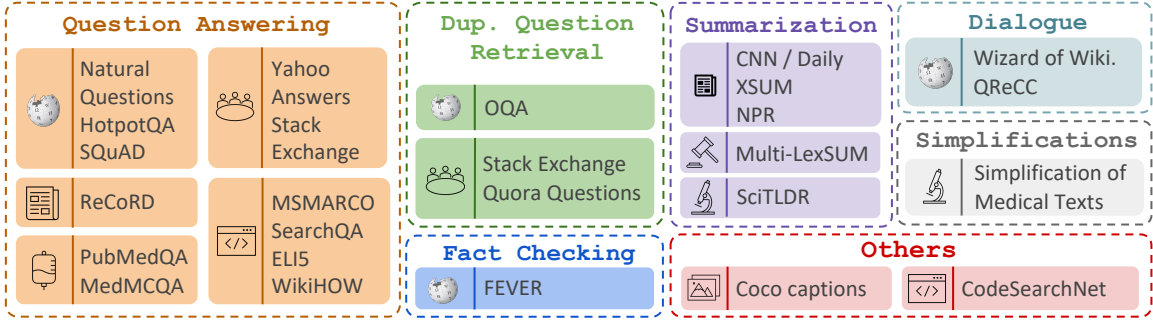 Question Answering
Natural
Questions
HotpotQA
SQuAD
Yahoo
Answers
Stack
Exchange
ReCoRD
MSMARCO
SearchQA
ELI5
WikiHOW
PubMedQA
MedMCQA
Dup. Question
Retrieval
OQA
Stack Exchange
Quora Questions
Fact Checking
FEVER
Summarization
CNN / Daily
XSUM
NPR
Multi-LexSUM
SciTLDR
Dialogue
Wizard of Wiki.
QReCC
Simplifications
Simplification of
Medical Texts
Others
Coco captions
</>
CodeSearchNet